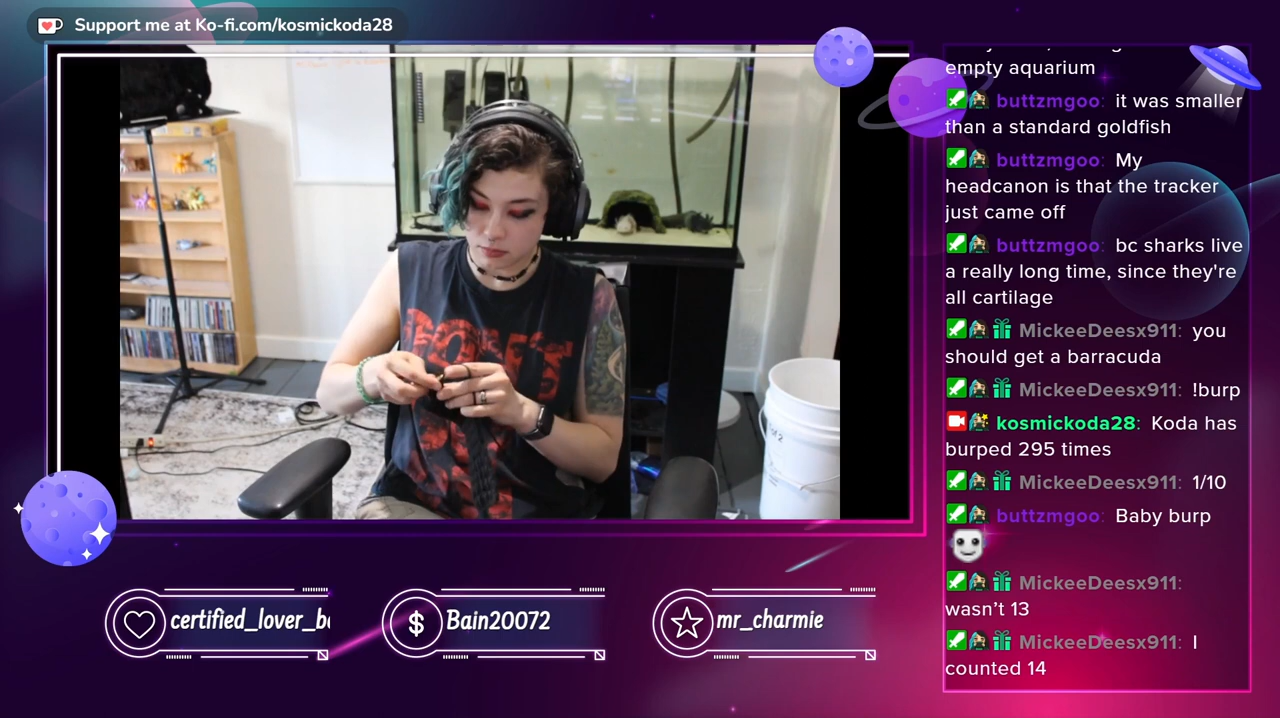 Support me at Ko-fi.com/kosmickoda28
empty aquarium
buttzmgoo: it was smaller
than a standard goldfish
buttzmgoo: My
headcanon is that the tracker
just came off
buttzmgoo: bc sharks live
a really long time, since they're
all cartilage
MickeeDeesx911: you
should get a barracuda
MickeeDeesx911: !burp
kosmickoda28: Koda has
burped 295 times
MickeeDeesx911: 1/10
buttzmgoo: Baby burp
MickeeDeesx911:
wasn't 13
MickeeDeesx911: I
counted 14
certified_lover_bo
$
Bain20072
mr_charmie